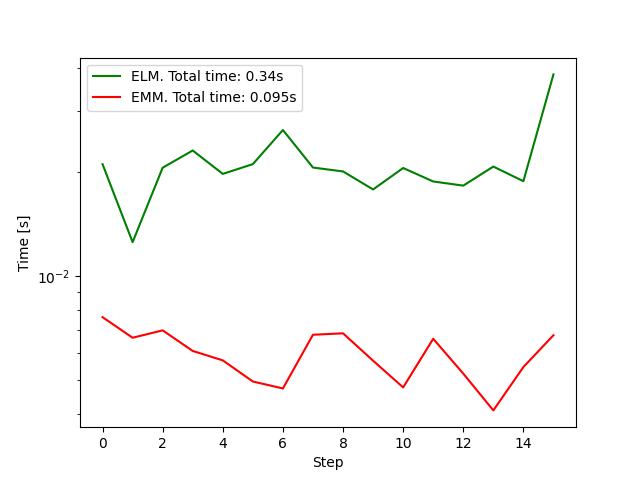 ELM. Total time: 0.34s
EMM. Total time: 0.095s
Time [s]
10⁻²
0 2 4 6 8 10 12 14
Step